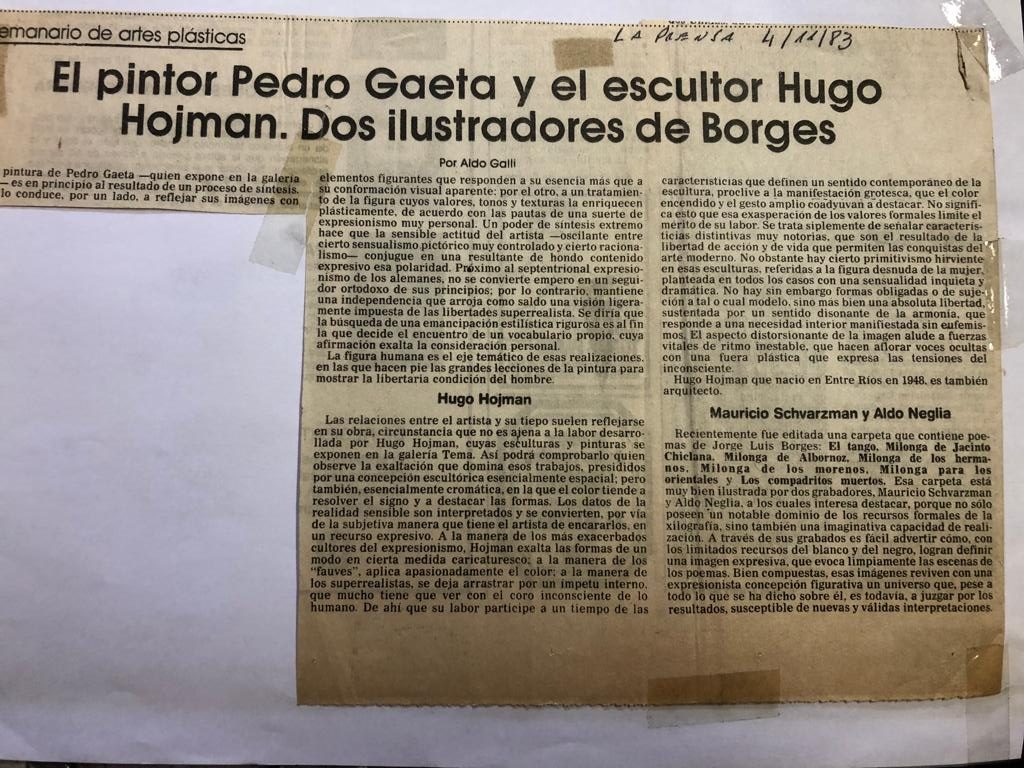 emanario de artes plásticas
LA PRENSA 4/11/83
El pintor Pedro Gaeta y el escultor Hugo
Hojman. Dos ilustradores de Borges
Por Aldo Galli
pintura de Pedro Gaeta —quien expone en la galería
— es en principio al resultado de un proceso de síntesis.
lo conduce, por un lado, a reflejar sus imágenes con
elementos figurantes que responden a su esencia más que a
su conformación visual aparente; por el otro, a un tratamien-
to de la figura cuyos valores, tonos y texturas la enriquecen
plásticamente, de acuerdo con las pautas de una suerte de
expresionismo muy personal. Un poder de síntesis extremo
hace que la sensible actitud del artista —oscilante entre
cierto sensualismo pictórico muy controlado y cierto raciona-
lismo— conjugue en una resultante de hondo contenido
expresivo esa polaridad. Próximo al septentrional expresio-
nismo de los alemanes, no se convierte empero en un segui-
dor ortodoxo de sus principios; por lo contrario, mantiene
una independencia que arroja como saldo una visión ligera-
mente impuesta de las libertades superrealista. Se diría que
la búsqueda de una emancipación estilística rigurosa es al fin
la que decide el encuentro de un vocabulario propio, cuya
afirmación exalta la consideración personal.
La figura humana es el eje temático de esas realizaciones,
en las que hacen pie las grandes lecciones de la pintura para
mostrar la libertaria condición del hombre.
Hugo Hojman
Las relaciones entre el artista y su tiepo suelen reflejarse
en su obra, circunstancia que no es ajena a la labor desarro-
llada por Hugo Hojman, cuyas esculturas y pinturas se
exponen en la galería Tema. Así podrá comprobarlo quien
observe la exaltación que domina esos trabajos, presididos
por una concepción escultórica esencialmente espacial; pero
también, esencialmente cromática, en la que el color tiende a
resolver el signo y a destacar las formas. Los datos de la
realidad sensible son interpretados y se convierten, por vía
de la subjetiva manera que tiene el artista de encararlos, en
un recurso expresivo. A la manera de los más exacerbados
cultores del expresionismo, Hojman exalta las formas de un
modo en cierta medida caricaturesco; a la manera de los
"fauves", aplica apasionadamente el color; a la manera de
los superrealistas, se deja arrastrar por un ímpetu interno,
que mucho tiene que ver con el coro inconsciente de lo
humano. De ahí que su labor participe a un tiempo de las
características que definen un sentido contemporáneo de la
escultura, proclive a la manifestación grotesca, que el color
encendido y el gesto amplio coadyuvan a destacar. No signifi-
ca esto que esa exasperación de los valores formales limite el
mérito de su labor. Se trata siplemente de señalar caracterís-
ticas distintivas muy notorias, que son el resultado de la
libertad de acción y de vida que permiten las conquistas del
arte moderno. No obstante hay cierto primitivismo hirviente
en esas esculturas, referidas a la figura desnuda de la mujer,
planteada en todos los casos con una sensualidad inquieta y
dramática. No hay sin embargo formas obligadas o de suje-
ción a tal o cual modelo, sino más bien una absoluta libertad,
sustentada por un sentido disonante de la armonía, que
responde a una necesidad interior manifestada sin eufemis-
mos. El aspecto distorsionante de la imagen alude a fuerzas
vitales de ritmo inestable, que hacen aflorar voces ocultas
con una fuera plástica que expresa las tensiones del
inconsciente.
Hugo Hojman que nació en Entre Ríos en 1948, es también
arquitecto.
Mauricio Schvarzman y Aldo Neglia
Recientemente fue editada una carpeta que contiene poe-
mas de Jorge Luis Borges: El tango, Milonga de Jacinto
Chiclana, Milonga de Albornoz, Milonga de los herma-
nos, Milonga de los morenos, Milonga para los
orientales y Los compadritos muertos. Esa carpeta está
muy bien ilustrada por dos grabadores, Mauricio Schvarzman
y Aldo Neglia, a los cuales interesa destacar, porque no sólo
poseen un notable dominio de los recursos formales de la
xilografía, sino también una imaginativa capacidad de reali-
zación. A través de sus grabados es fácil advertir cómo, con
los limitados recursos del blanco y del negro, logran definir
una imagen expresiva, que evoca limpiamente las escenas de
los poemas. Bien compuestas, esas imágenes reviven con una
expresionista concepción figurativa un universo que, pese a
todo lo que se ha dicho sobre él, es todavía, a juzgar por los
resultados, susceptible de nuevas y válidas interpretaciones.